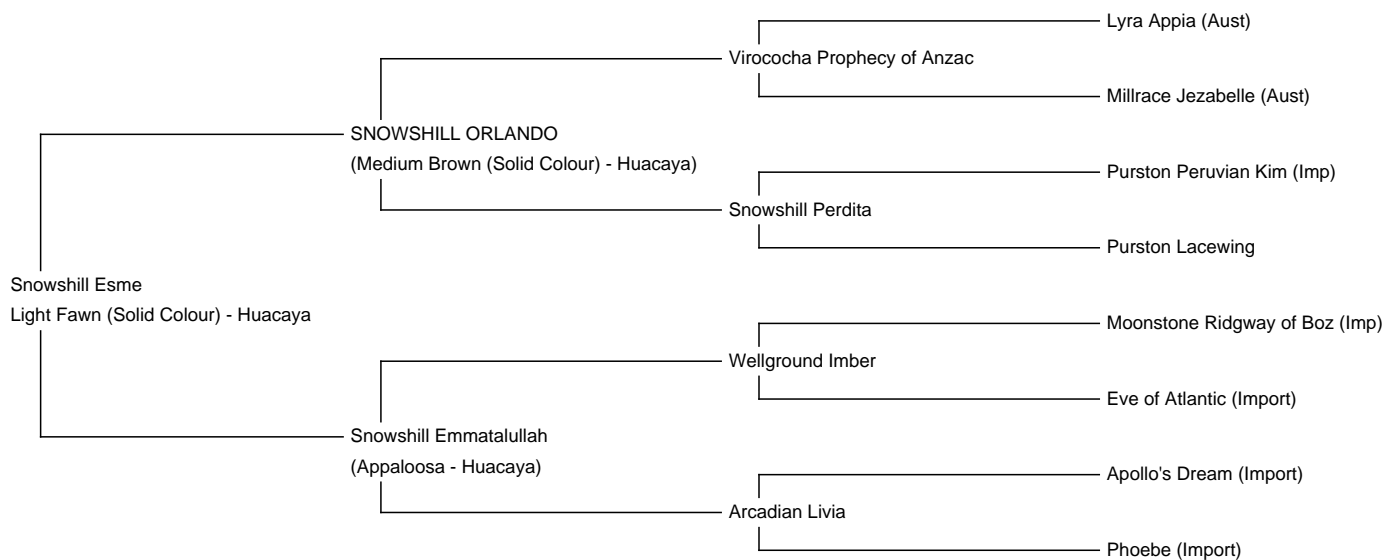 Lyra Appia (Aust)
Virococha Prophecy of Anzac
Millrace Jezabelle (Aust)
SNOWSHILL ORLANDO
(Medium Brown (Solid Colour) - Huacaya)
Purston Peruvian Kim (Imp)
Snowshill Perdita
Purston Lacewing
Snowshill Esme
Light Fawn (Solid Colour) - Huacaya
Moonstone Ridgway of Boz (Imp)
Wellground Imber
Eve of Atlantic (Import)
Snowshill Emmatalullah
(Appaloosa - Huacaya)
Apollo's Dream (Import)
Arcadian Livia
Phoebe (Import)